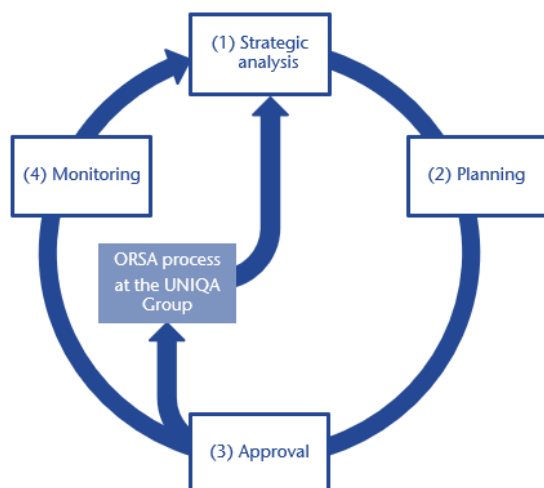 (1) Strategic
analysis
(2) Planning
(4) Monitoring
ORSA process
at the UNIQA
Group
(3) Approval